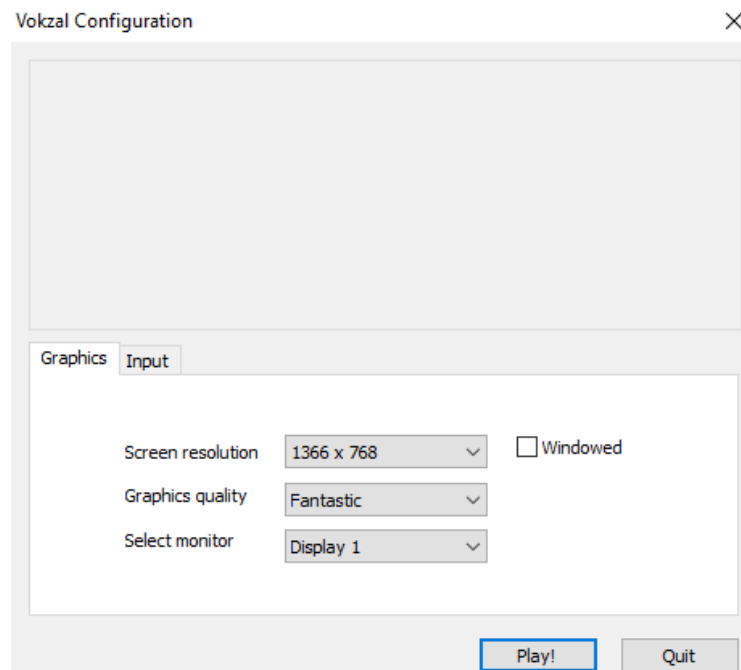 Vokzal Configuration
Graphics
Input
Screen resolution
1366 x 768
Windowed
Graphics quality
Fantastic
Select monitor
Display 1
Play!
Quit